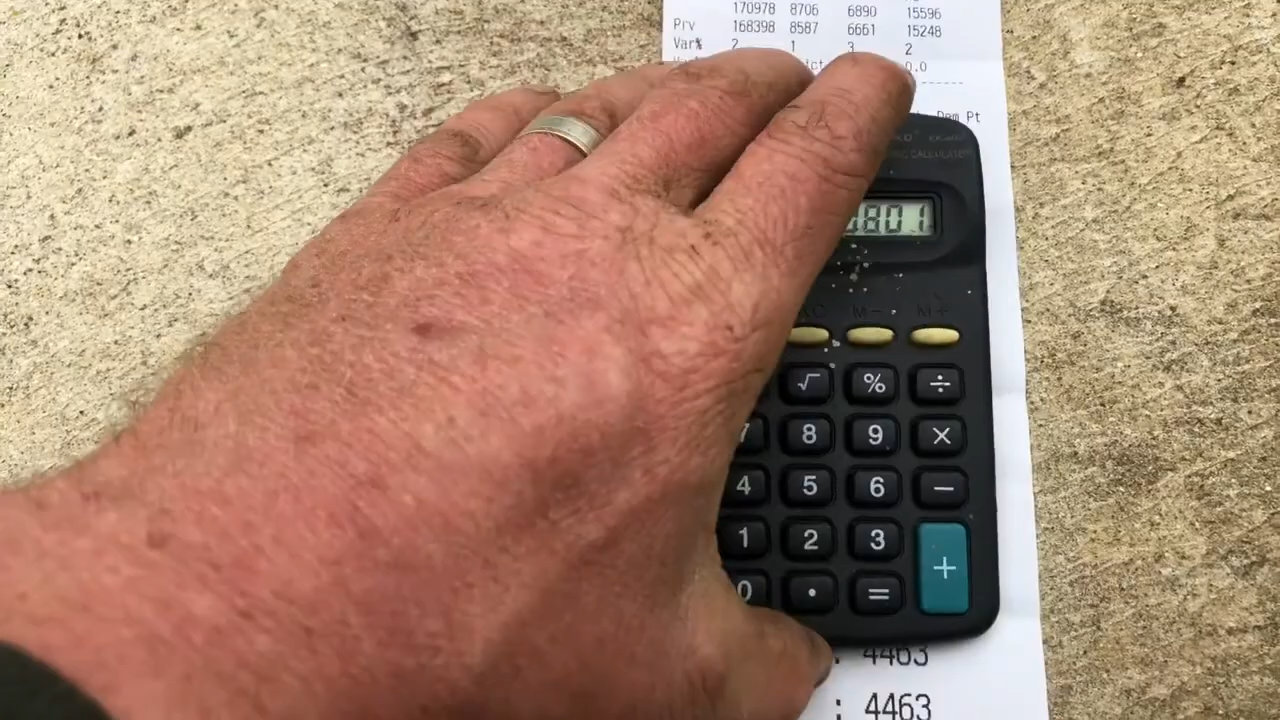 170978 8706 6890 15596
Prv 168398 8587 6661 15248
Var% 2 1 3 2
0.0
Pt
801
M- M+
√ % ÷
7 8 9 ×
4 5 6 −
1 2 3
0 . = +
: 4463
: 4463